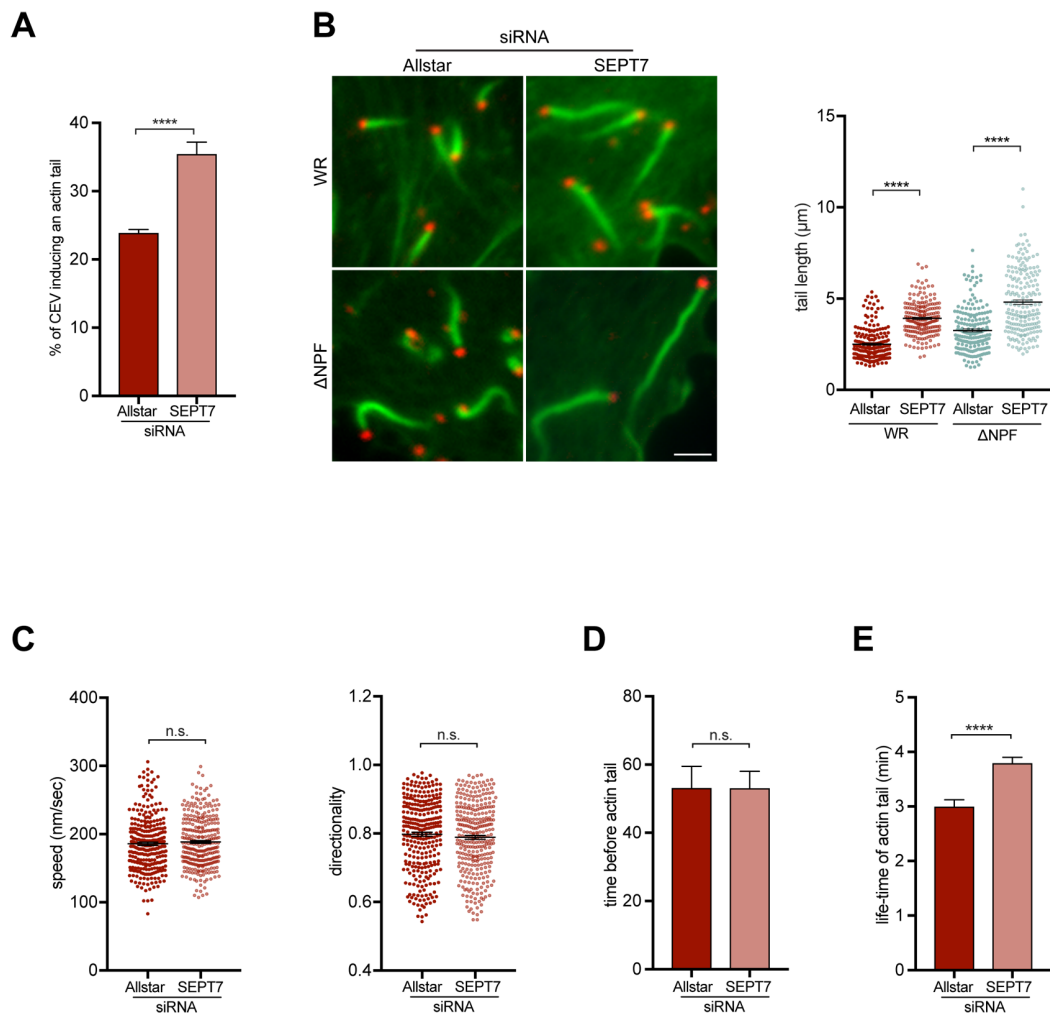 A
% of CEV inducing an actin tail
40
30
20
10
0
****
Allstar SEPT7
siRNA
B
siRNA
Allstar SEPT7
WR
ΔNPF
tail length (μm)
15
10
5
0
****
****
Allstar SEPT7 Allstar SEPT7
WR ΔNPF
C
speed (nm/sec)
400
300
200
100
0
n.s.
Allstar SEPT7
siRNA
directionality
1.2
1.0
0.8
0.6
0.4
n.s.
Allstar SEPT7
siRNA
D
time before actin tail
80
60
40
20
0
n.s.
Allstar SEPT7
siRNA
E
life-time of actin tail (min)
5
4
3
2
1
0
****
Allstar SEPT7
siRNA